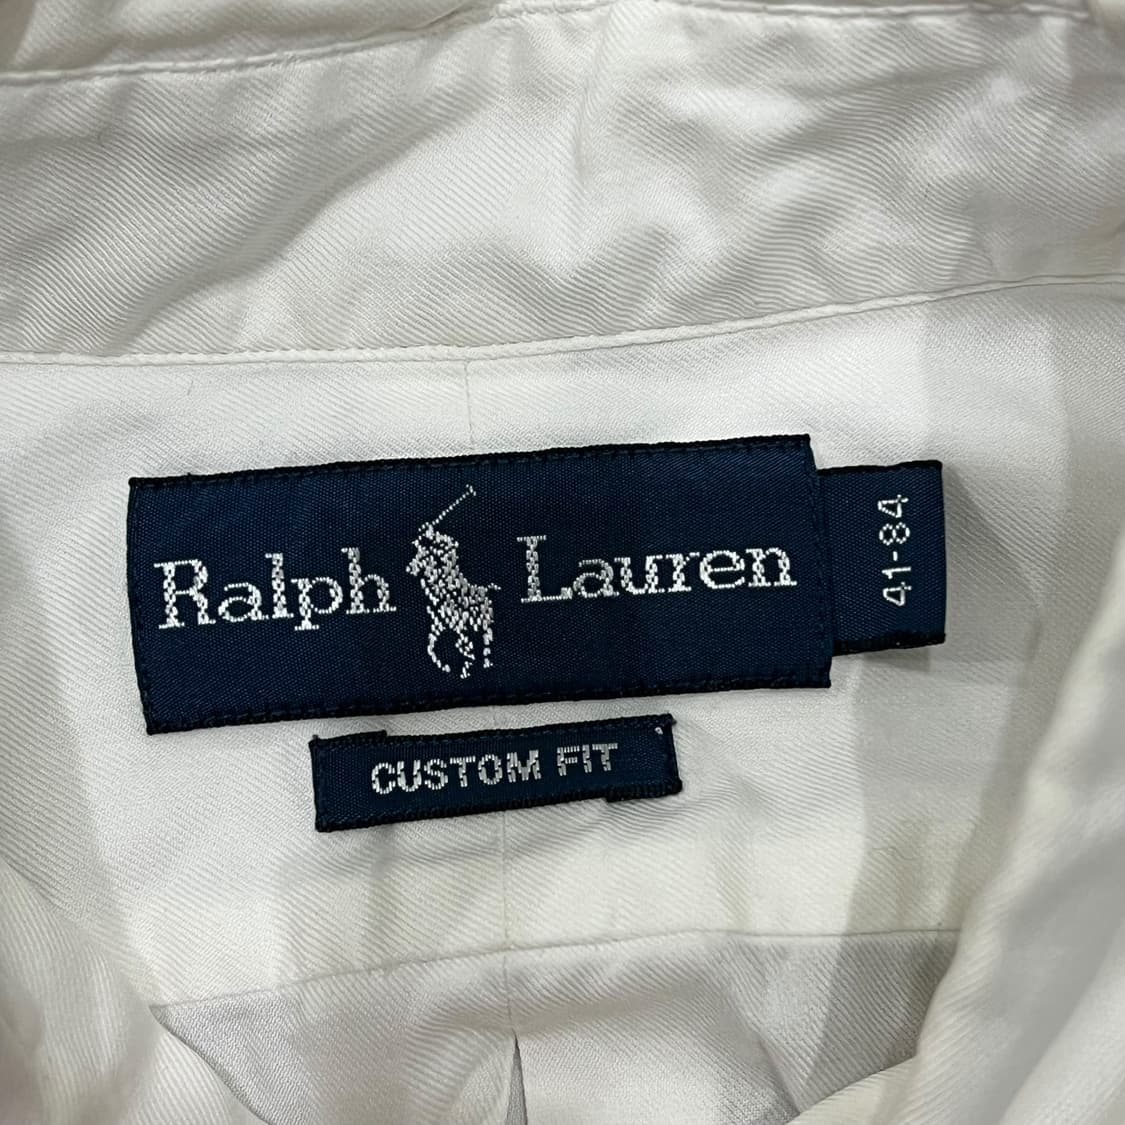 Ralph Lauren
41-84
CUSTOM FIT